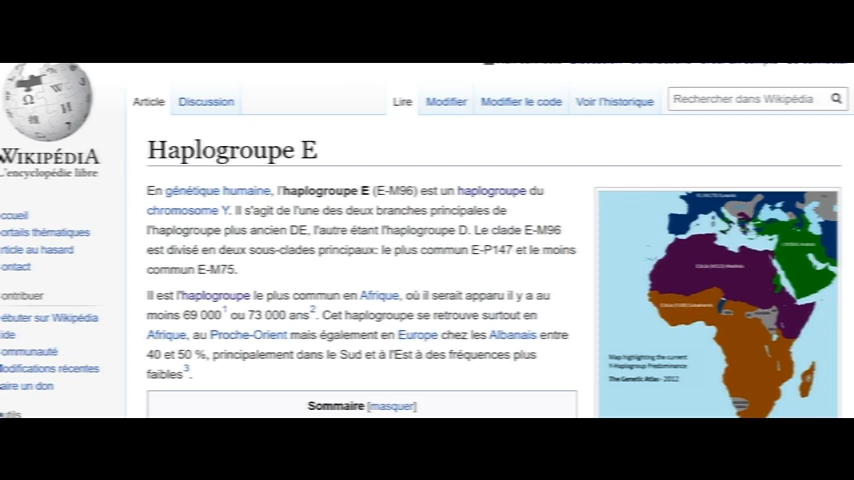 Article Discussion Lire Modifier Modifier le code Voir l'historique Rechercher dans Wikipédia
WIKIPÉDIA
L'encyclopédie libre
Haplogroupe E
En génétique humaine, l'haplogroupe E (E-M96) est un haplogroupe du
chromosome Y. Il s'agit de l'une des deux branches principales de
l'haplogroupe plus ancien DE, l'autre étant l'haplogroupe D. Le clade E-M96
est divisé en deux sous-clades principaux: le plus commun E-P147 et le moins
commun E-M75.
Il est l'haplogroupe le plus commun en Afrique, où il serait apparu il y a au
moins 69 000¹ ou 73 000 ans². Cet haplogroupe se retrouve surtout en
Afrique, au Proche-Orient mais également en Europe chez les Albanais entre
40 et 50 %, principalement dans le Sud et à l'Est à des fréquences plus
faibles³.
Sommaire [masquer]
ccueil
ortails thématiques
rticle au hasard
ontact
ontribuer
ébuter sur Wikipédia
ide
ommunauté
odifications récentes
aire un don
utils
Map highlighting the current
Y-Haplogroup Predominance
The Genetic Atlas - 2012